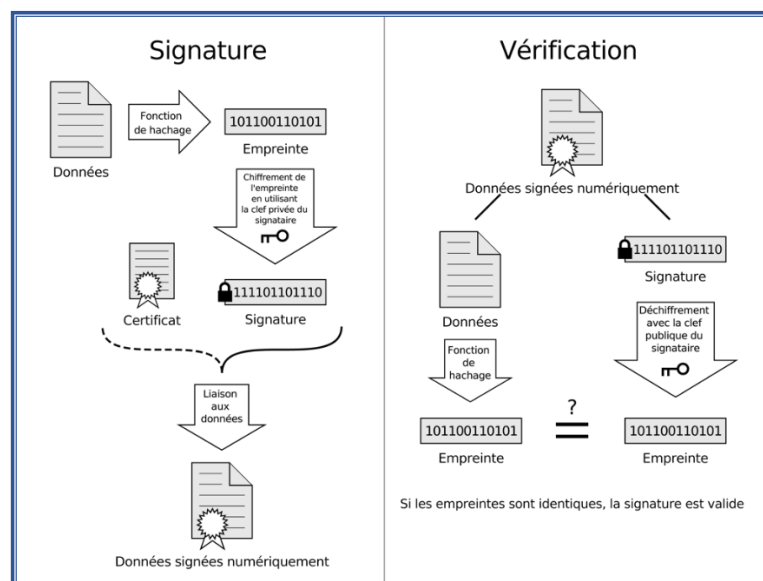 Signature
Données
Fonction
de hachage
101100110101
Empreinte
Chiffrement de
l'empreinte
en utilisant
la clef privée du
signataire
Certificat
111101101110
Signature
Liaison
aux
données
Données signées numériquement
Vérification
Données signées numériquement
Données
Fonction
de
hachage
101100110101
Empreinte
111101101110
Signature
Déchiffrement
avec la clef
publique du
signataire
?
=
101100110101
Empreinte
Si les empreintes sont identiques, la signature est valide